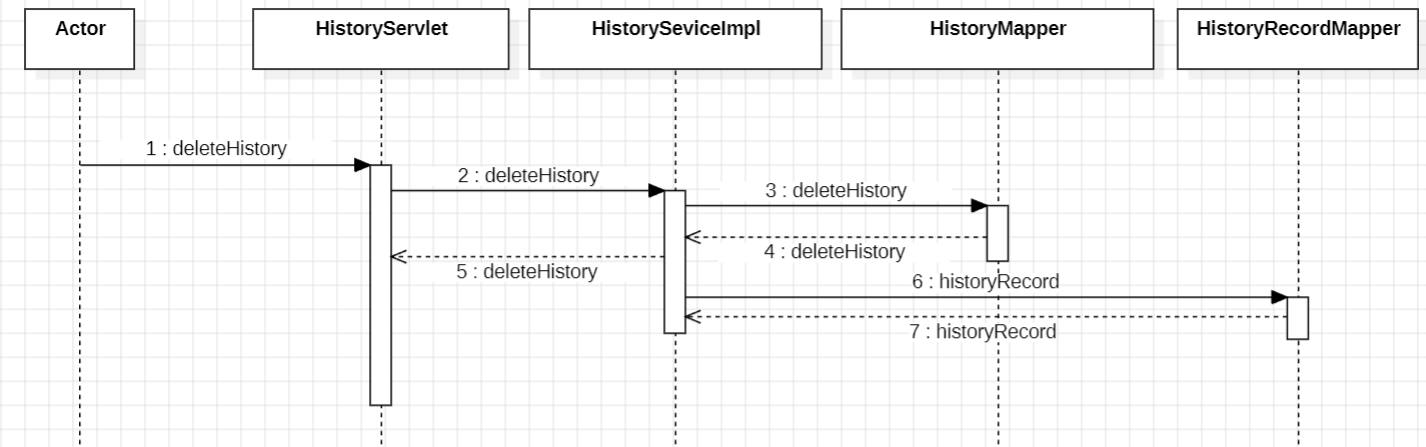 Actor
HistoryServlet
HistorySeviceImpl
HistoryMapper
HistoryRecordMapper
1 : deleteHistory
2 : deleteHistory
3 : deleteHistory
4 : deleteHistory
5 : deleteHistory
6 : historyRecord
7 : historyRecord